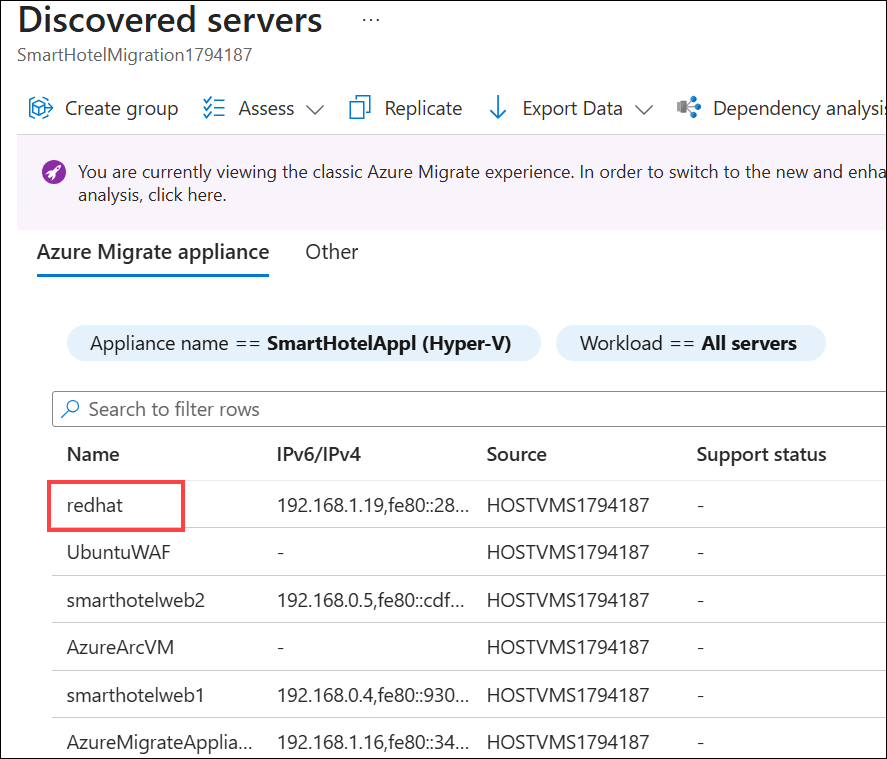 Discovered servers ...
SmartHotelMigration1794187
Create group Assess Replicate Export Data Dependency analysis
You are currently viewing the classic Azure Migrate experience. In order to switch to the new and enha
analysis, click here.
Azure Migrate appliance Other
Appliance name == SmartHotelAppl (Hyper-V) Workload == All servers
Search to filter rows
Name IPv6/IPv4 Source Support status
redhat 192.168.1.19,fe80::28... HOSTVMS1794187 -
UbuntuWAF - HOSTVMS1794187 -
smarthotelweb2 192.168.0.5,fe80::cdf... HOSTVMS1794187 -
AzureArcVM - HOSTVMS1794187 -
smarthotelweb1 192.168.0.4,fe80::930... HOSTVMS1794187 -
AzureMigrateApplia... 192.168.1.16,fe80::34... HOSTVMS1794187 -